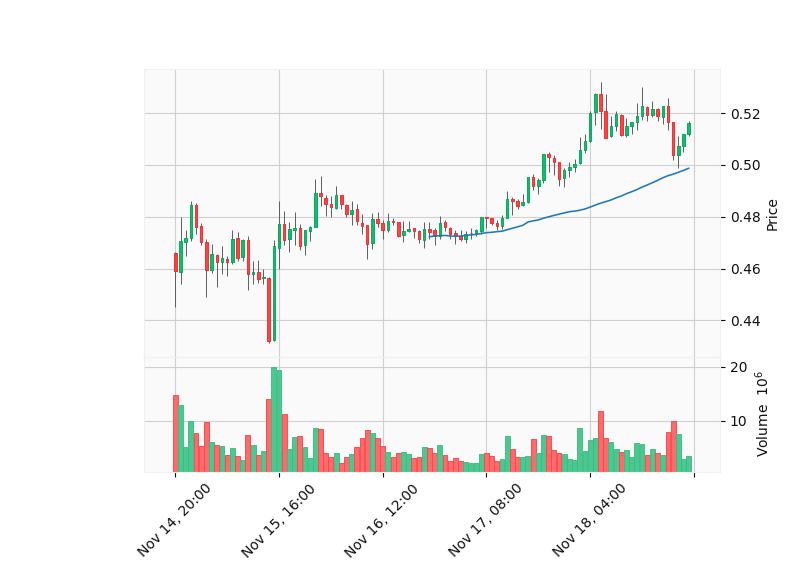 0.52
0.50
0.48
0.46
0.44
Price
20
10
Volume 10^6
Nov 14, 20:00
Nov 15, 16:00
Nov 16, 12:00
Nov 17, 08:00
Nov 18, 04:00